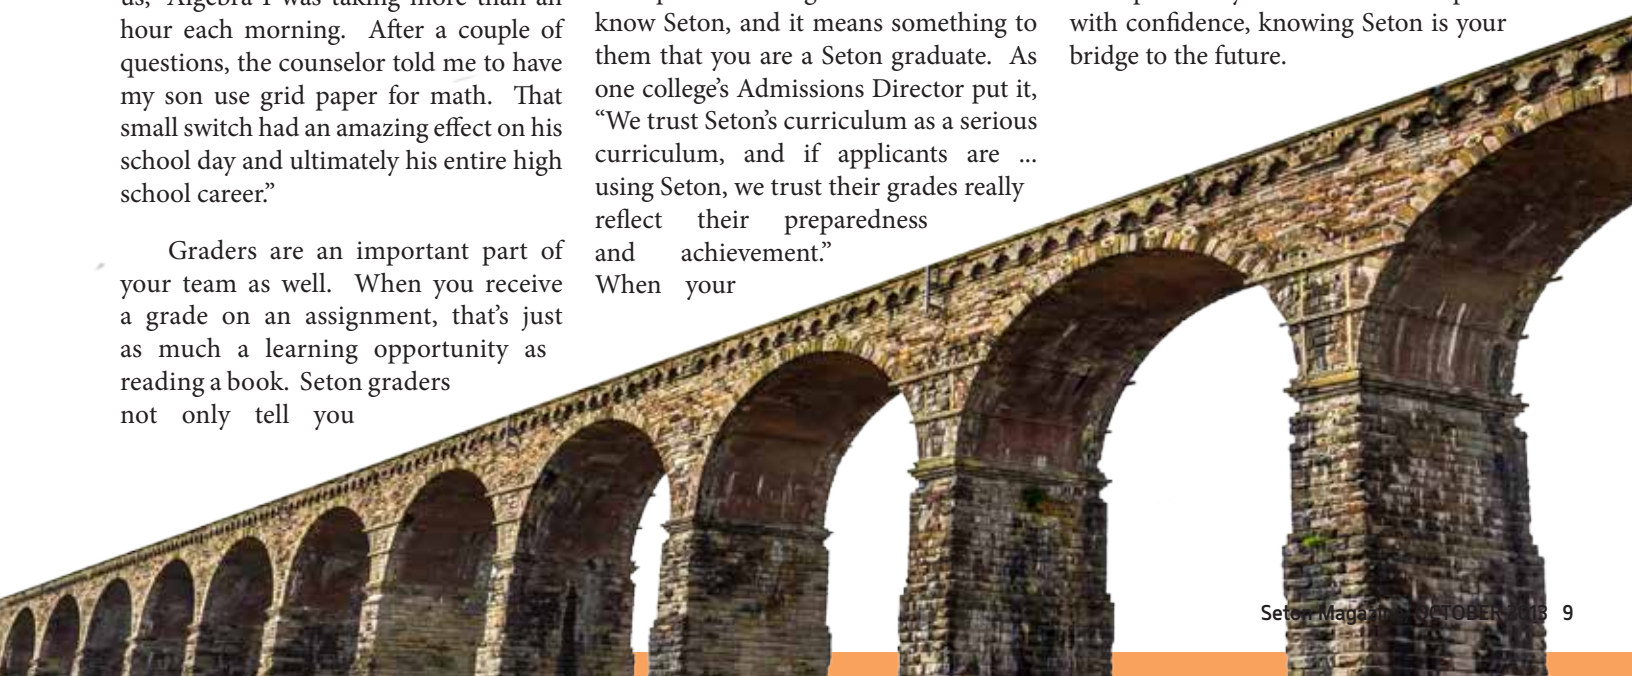 hour each morning. After a couple of
questions, the counselor told me to have
my son use grid paper for math. That
small switch had an amazing effect on his
school day and ultimately his entire high
school career.”
Graders are an important part of
your team as well. When you receive
a grade on an assignment, that’s just
as much a learning opportunity as
reading a book. Seton graders
not only tell you
know Seton, and it means something to
them that you are a Seton graduate. As
one college’s Admissions Director put it,
“We trust Seton’s curriculum as a serious
curriculum, and if applicants are ...
using Seton, we trust their grades really
reflect their preparedness
and achievement.”
When your
with confidence, knowing Seton is your
bridge to the future.
Seton Magazine OCTOBER 2013 9